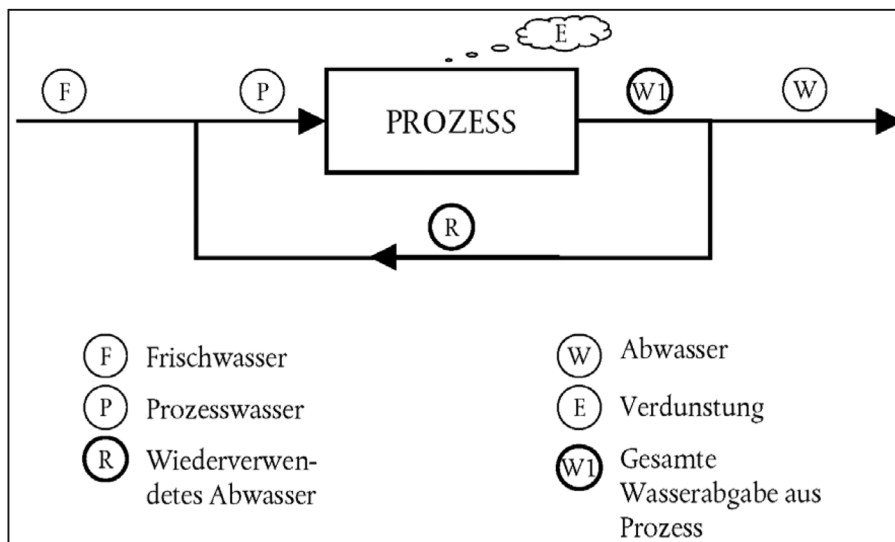 E
F
P
PROZESS
W1
W
R
F Frischwasser
P Prozesswasser
R Wiederverwen-
detes Abwasser
W Abwasser
E Verdunstung
W1 Gesamte
Wasserabgabe aus
Prozess